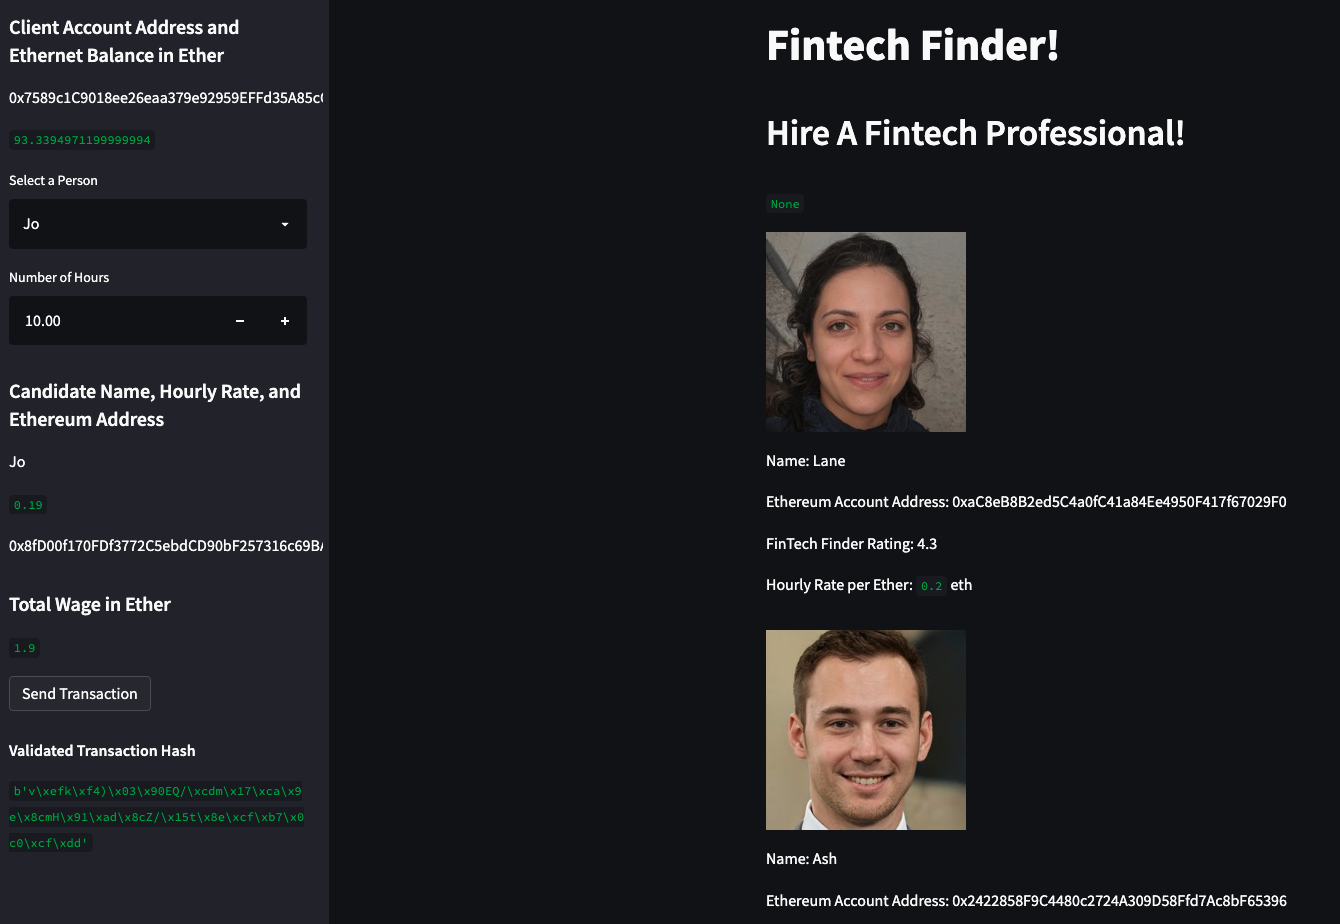 Client Account Address and
Ethernet Balance in Ether
0x7589c1C9018ee26eaa379e92959EFFd35A85c
93.3394971199999994
Select a Person
Jo
Number of Hours
10.00
Candidate Name, Hourly Rate, and
Ethereum Address
Jo
0.19
0x8fD00f170FDf3772C5ebdCD90bF257316c69B
Total Wage in Ether
1.9
Send Transaction
Validated Transaction Hash
b'v\xefk\xf4)\x03\x90EQ/\xcdm\x17\xca\x9
e\x8cmH\x91\xad\x8cZ/\x15t\x8e\xcf\xb7\x0
c0\xcf\xdd'
Fintech Finder!
Hire A Fintech Professional!
None
Name: Lane
Ethereum Account Address: 0xaC8eB8B2ed5C4a0fC41a84Ee4950F417f67029F0
FinTech Finder Rating: 4.3
Hourly Rate per Ether: 0.2 eth
Name: Ash
Ethereum Account Address: 0x2422858F9C4480c2724A309D58Ffd7Ac8bF65396